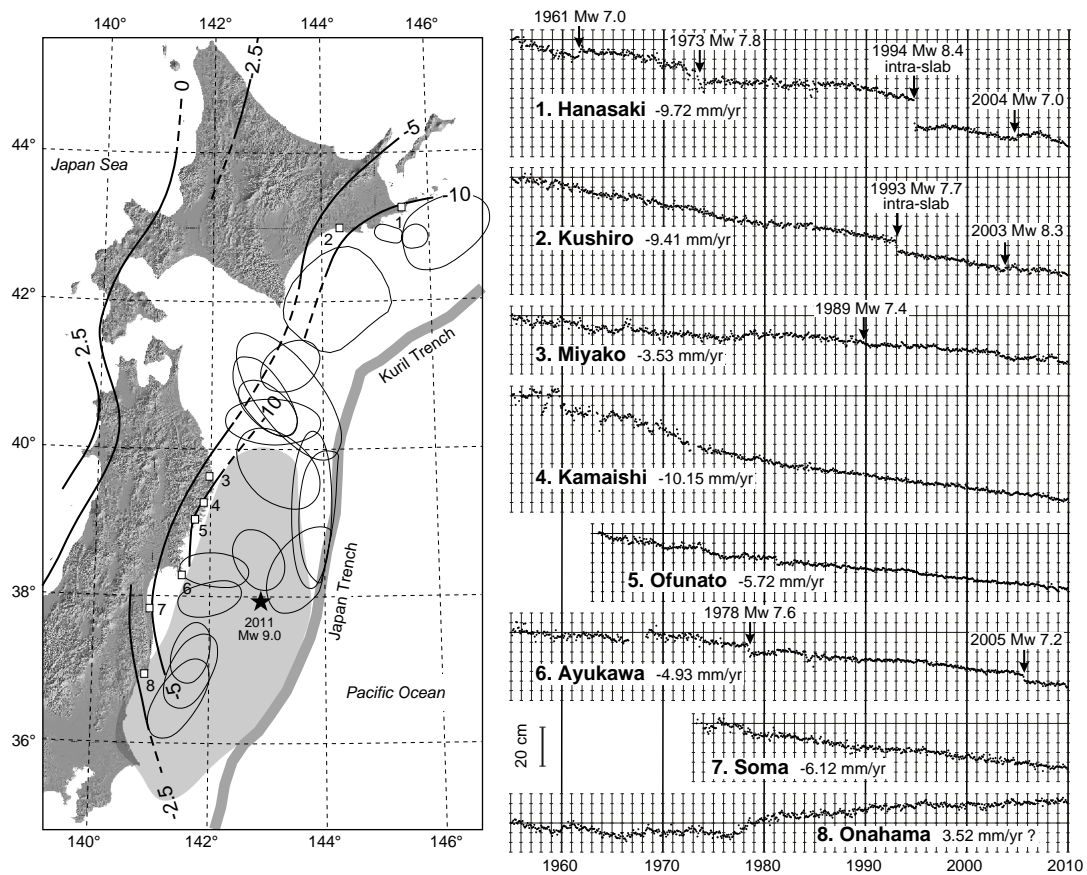 140°
142°
144°
146°
0
-2.5
-5
44°
Japan Sea
-10
1
2
42°
2.5
Kuril Trench
-10
40°
3
4
5
Japan Trench
38°
6
7
2011
Mw 9.0
8
-5
Pacific Ocean
36°
-2.5
140°
142°
144°
146°
1961 Mw 7.0
1973 Mw 7.8
1994 Mw 8.4
intra-slab
2004 Mw 7.0
1. Hanasaki -9.72 mm/yr
1993 Mw 7.7
intra-slab
2003 Mw 8.3
2. Kushiro -9.41 mm/yr
1989 Mw 7.4
3. Miyako -3.53 mm/yr
4. Kamaishi -10.15 mm/yr
5. Ofunato -5.72 mm/yr
1978 Mw 7.6
2005 Mw 7.2
6. Ayukawa -4.93 mm/yr
20 cm
7. Soma -6.12 mm/yr
8. Onahama 3.52 mm/yr ?
1960
1970
1980
1990
2000
2010